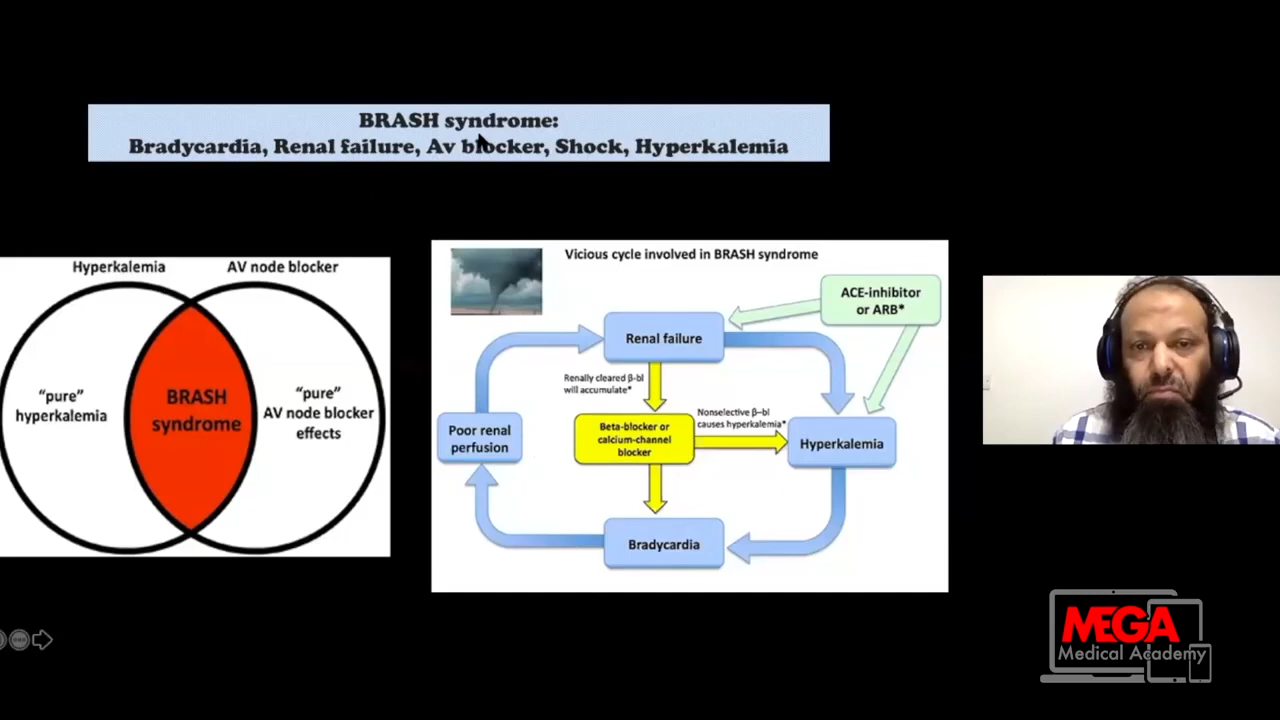 BRASH syndrome:
Bradycardia, Renal failure, Av blocker, Shock, Hyperkalemia
Hyperkalemia
AV node blocker
"pure"
hyperkalemia
BRASH
syndrome
"pure"
AV node blocker
effects
Vicious cycle involved in BRASH syndrome
ACE-inhibitor
or ARB*
Renal failure
Renally cleared β-bl
will accumulate*
Beta-blocker or
calcium-channel
blocker
Nonselective β-bl
causes hyperkalemia*
Poor renal
perfusion
Hyperkalemia
Bradycardia
MEGA
Medical Academy